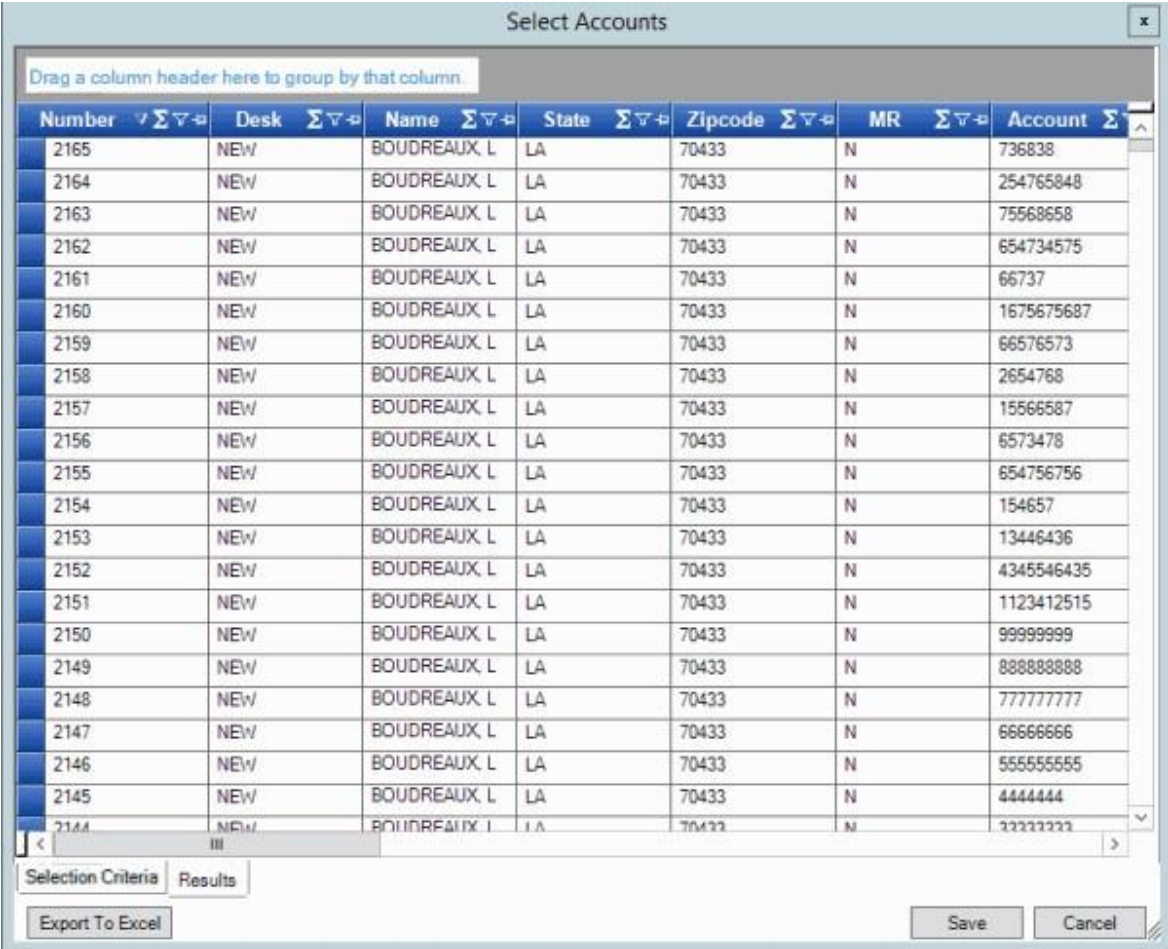 Select Accounts
x
Drag a column header here to group by that column.
Number Desk Name State Zipcode MR Account
2165 NEW BOUDREAUX, L LA 70433 N 736838
2164 NEW BOUDREAUX, L LA 70433 N 254765848
2163 NEW BOUDREAUX, L LA 70433 N 75568658
2162 NEW BOUDREAUX, L LA 70433 N 654734575
2161 NEW BOUDREAUX, L LA 70433 N 66737
2160 NEW BOUDREAUX, L LA 70433 N 1675675687
2159 NEW BOUDREAUX, L LA 70433 N 66576573
2158 NEW BOUDREAUX, L LA 70433 N 2654768
2157 NEW BOUDREAUX, L LA 70433 N 15566587
2156 NEW BOUDREAUX, L LA 70433 N 6573478
2155 NEW BOUDREAUX, L LA 70433 N 654756756
2154 NEW BOUDREAUX, L LA 70433 N 154657
2153 NEW BOUDREAUX, L LA 70433 N 13446436
2152 NEW BOUDREAUX, L LA 70433 N 4345546435
2151 NEW BOUDREAUX, L LA 70433 N 1123412515
2150 NEW BOUDREAUX, L LA 70433 N 99999999
2149 NEW BOUDREAUX, L LA 70433 N 888888888
2148 NEW BOUDREAUX, L LA 70433 N 777777777
2147 NEW BOUDREAUX, L LA 70433 N 66666666
2146 NEW BOUDREAUX, L LA 70433 N 555555555
2145 NEW BOUDREAUX, L LA 70433 N 4444444
2144 NEW BOUDREAUX, L LA 70433 N 33333333
Selection Criteria Results
Export To Excel Save Cancel